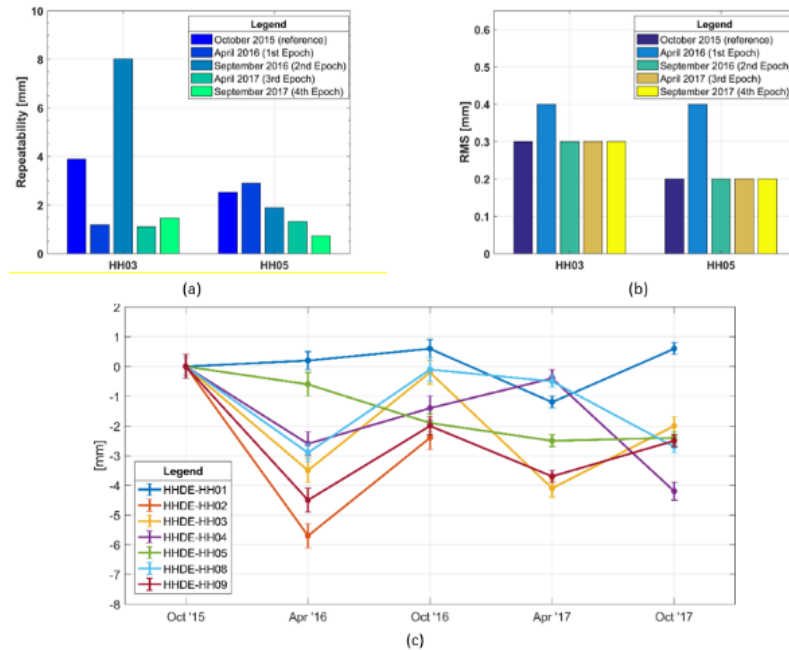 Legend
October 2015 (reference)
April 2016 (1st Epoch)
September 2016 (2nd Epoch)
April 2017 (3rd Epoch)
September 2017 (4th Epoch)
Repeatability [mm]
10
8
6
4
2
0
HH03
HH05
(a)
Legend
October 2015 (reference)
April 2016 (1st Epoch)
September 2016 (2nd Epoch)
April 2017 (3rd Epoch)
September 2017 (4th Epoch)
RMS [mm]
0.6
0.5
0.4
0.3
0.2
0.1
0
HH03
HH05
(b)
[mm]
2
1
0
-1
-2
-3
-4
-5
-6
-7
-8
Legend
HHDE-HH01
HHDE-HH02
HHDE-HH03
HHDE-HH04
HHDE-HH05
HHDE-HH08
HHDE-HH09
Oct '15
Apr '16
Oct '16
Apr '17
Oct '17
(c)